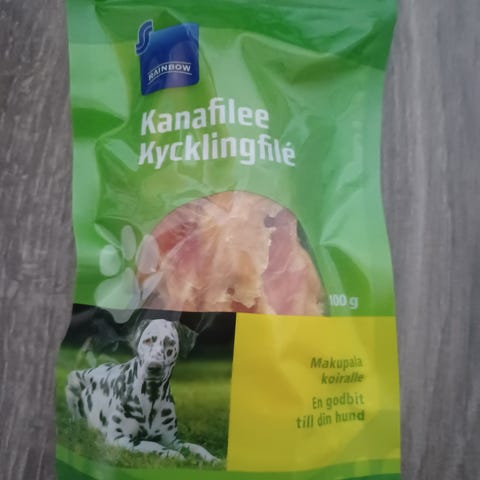 RAINBOW
Kanafilee
Kycklingfilé
100 g
Makupala
koiralle
En godbit
till din hund